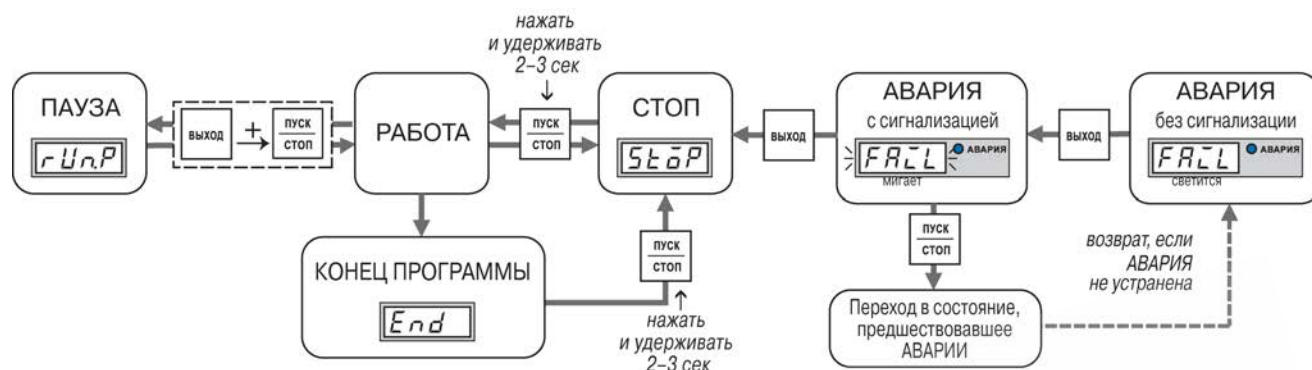 нажать
и удерживать
2–3 сек
ПАУЗА
rUn.P
ВЫХОД
+
ПУСК
СТОП
РАБОТА
ПУСК
СТОП
СТОП
StoP
ВЫХОД
АВАРИЯ
с сигнализацией
FAiL
АВАРИЯ
мигает
ВЫХОД
АВАРИЯ
без сигнализации
FAiL
АВАРИЯ
светится
КОНЕЦ ПРОГРАММЫ
End
ПУСК
СТОП
нажать
и удерживать
2–3 сек
ПУСК
СТОП
Переход в состояние,
предшествовавшее
АВАРИИ
возврат, если
АВАРИЯ
не устранена